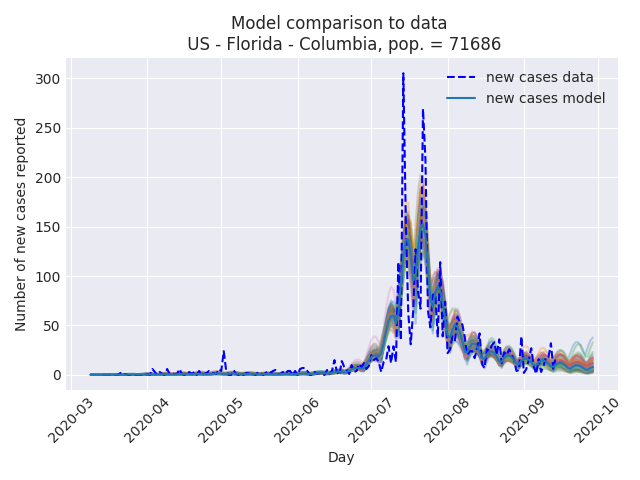 Model comparison to data
US - Florida - Columbia, pop. = 71686
new cases data
new cases model
Number of new cases reported
300
250
200
150
100
50
0
2020-03
2020-04
2020-05
2020-06
2020-07
2020-08
2020-09
2020-10
Day